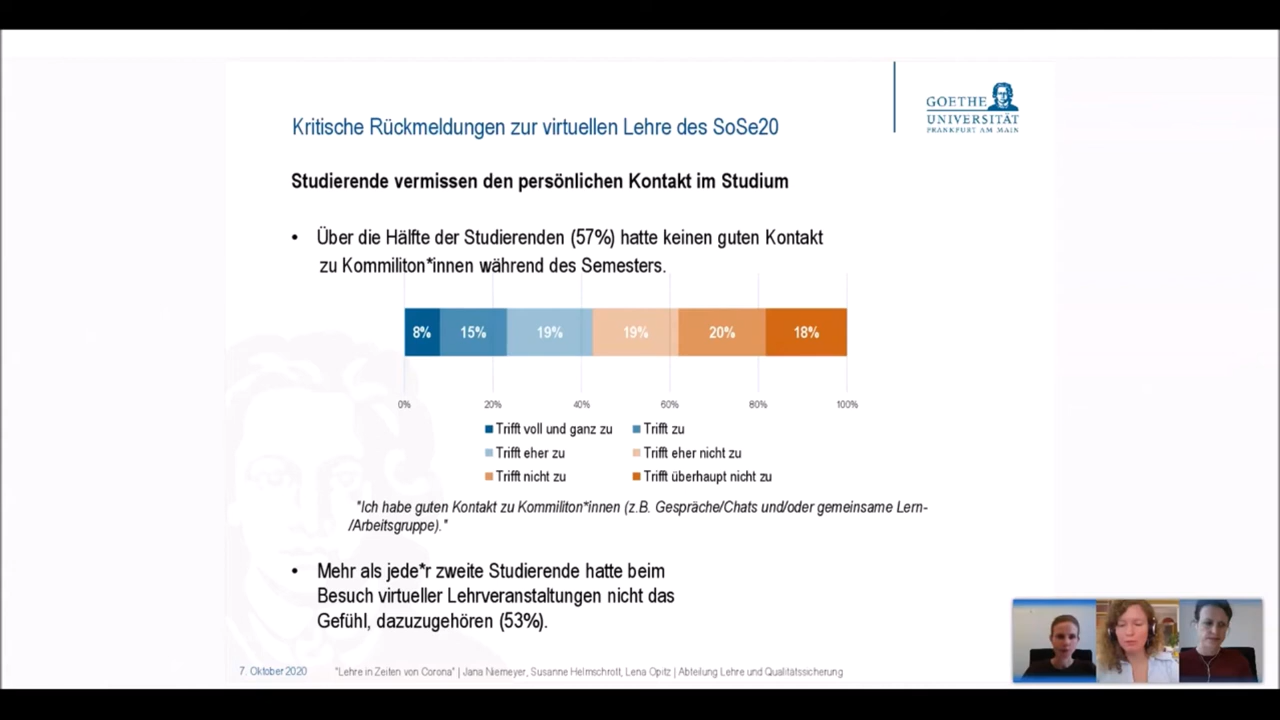 GOETHE
UNIVERSITÄT
FRANKFURT AM MAIN
Kritische Rückmeldungen zur virtuellen Lehre des SoSe20
Studierende vermissen den persönlichen Kontakt im Studium
• Über die Hälfte der Studierenden (57%) hatte keinen guten Kontakt
zu Kommiliton*innen während des Semesters.
8% 15% 19% 19% 20% 18%
0% 20% 40% 60% 80% 100%
Trifft voll und ganz zu Trifft zu
Trifft eher zu Trifft eher nicht zu
Trifft nicht zu Trifft überhaupt nicht zu
"Ich habe guten Kontakt zu Kommiliton*innen (z.B. Gespräche/Chats und/oder gemeinsame Lern-
/Arbeitsgruppe)."
• Mehr als jede*r zweite Studierende hatte beim
Besuch virtueller Lehrveranstaltungen nicht das
Gefühl, dazuzugehören (53%).
7. Oktober 2020 "Lehre in Zeiten von Corona" | Jana Niemeyer, Susanne Helmschrott, Lena Opitz | Abteilung Lehre und Qualitätssicherung